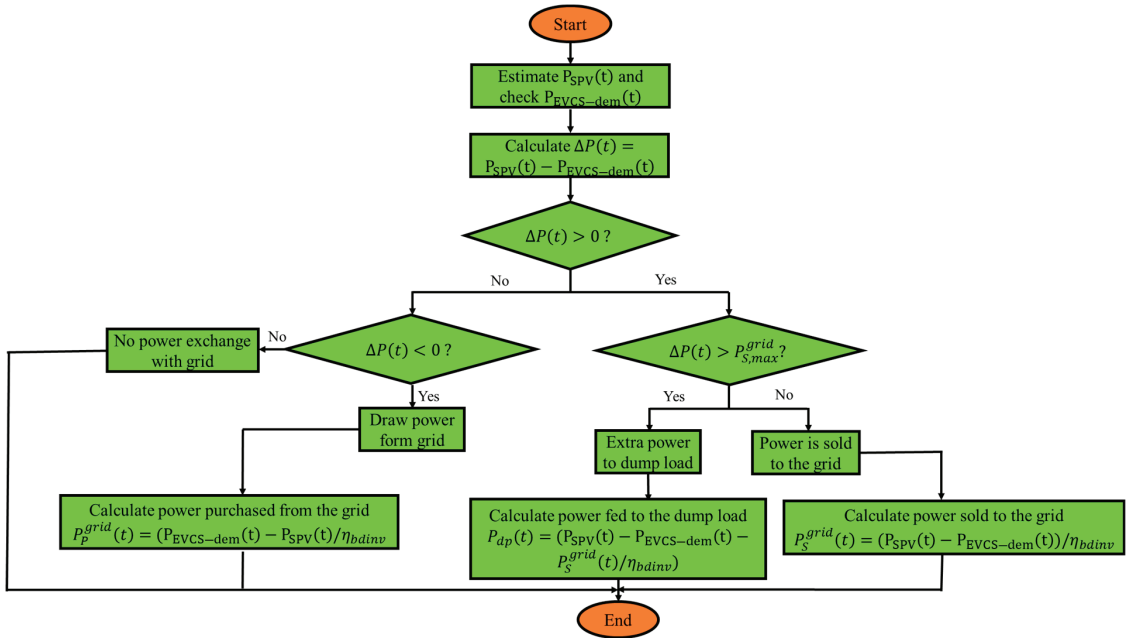 Start
Estimate P_SPV(t) and
check P_EVCS−dem(t)
Calculate ΔP(t) =
P_SPV(t) − P_EVCS−dem(t)
ΔP(t) > 0 ?
No
Yes
No power exchange
with grid
No
ΔP(t) < 0 ?
ΔP(t) > P_S,max^grid?
Yes
Yes
No
Draw power
form grid
Extra power
to dump load
Power is sold
to the grid
Calculate power purchased from the grid
P_P^grid(t) = (P_EVCS−dem(t) − P_SPV(t)/η_bdinv
Calculate power fed to the dump load
P_dp(t) = (P_SPV(t) − P_EVCS−dem(t) −
P_S^grid(t)/η_bdinv)
Calculate power sold to the grid
P_S^grid(t) = (P_SPV(t) − P_EVCS−dem(t))/η_bdinv
End